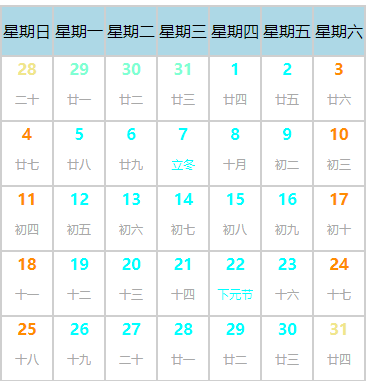 星期日 星期一 星期二 星期三 星期四 星期五 星期六
28 29 30 31 1 2 3
二十 廿一 廿二 廿三 廿四 廿五 廿六
4 5 6 7 8 9 10
廿七 廿八 廿九 立冬 十月 初二 初三
11 12 13 14 15 16 17
初四 初五 初六 初七 初八 初九 初十
18 19 20 21 22 23 24
十一 十二 十三 十四 下元节 十六 十七
25 26 27 28 29 30 31
十八 十九 二十 廿一 廿二 廿三 廿四